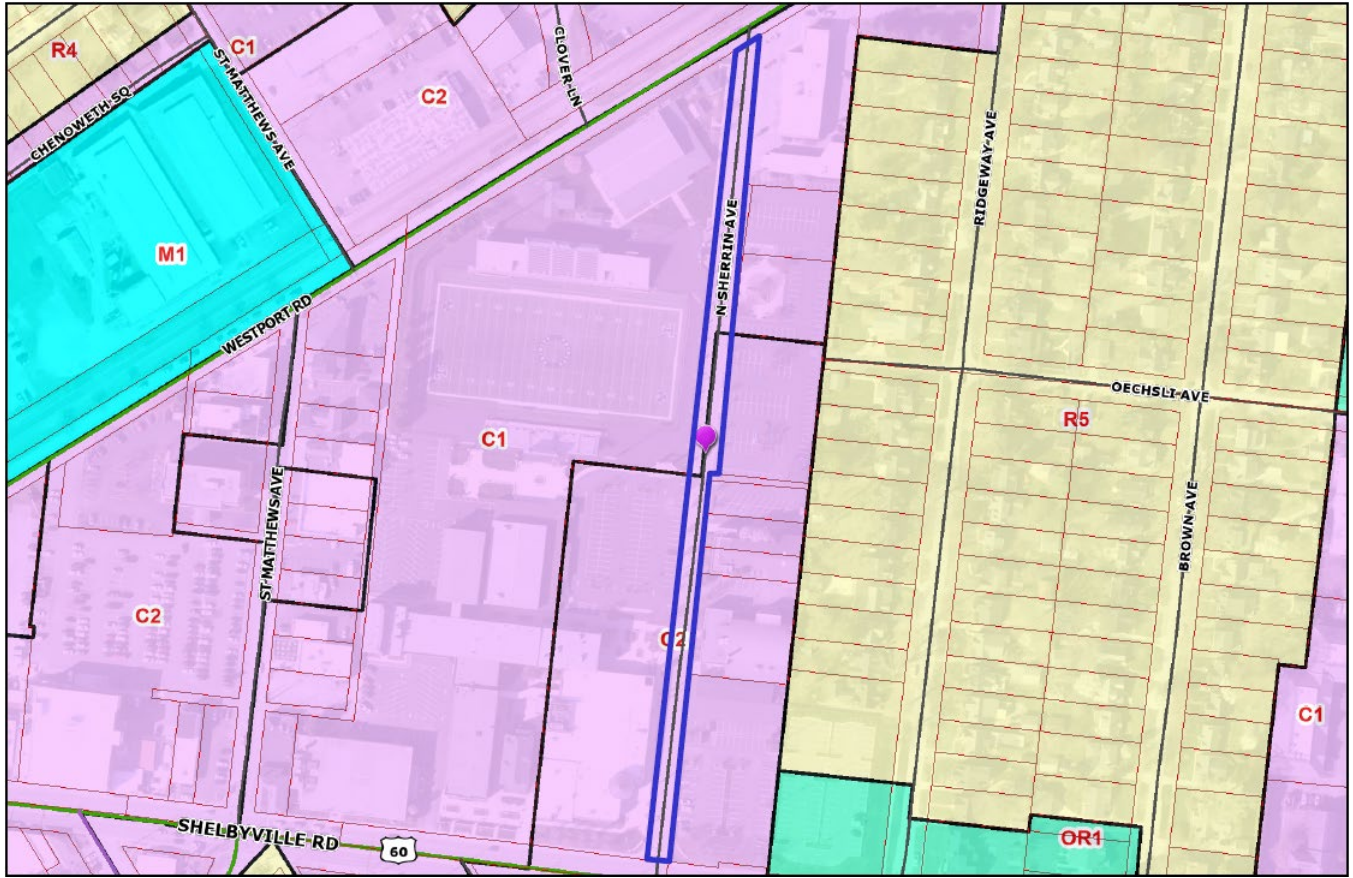 R4
C1
CHENOWETH SQ
ST MATTHEWS AVE
C2
CLOVER LN
M1
WESTPORT RD
N SHERRIN AVE
RIDGEWAY AVE
OECHSLI AVE
R5
C1
BROWN AVE
ST MATTHEWS AVE
C2
C2
C1
SHELBYVILLE RD
60
OR1